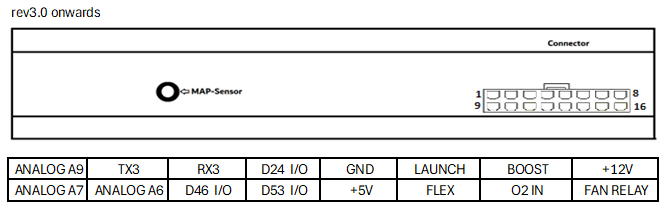 rev3.0 onwards
Connector
MAP-Sensor
1 8
9 16
ANALOG A9 TX3 RX3 D24 I/O GND LAUNCH BOOST +12V
ANALOG A7 ANALOG A6 D46 I/O D53 I/O +5V FLEX O2 IN FAN RELAY